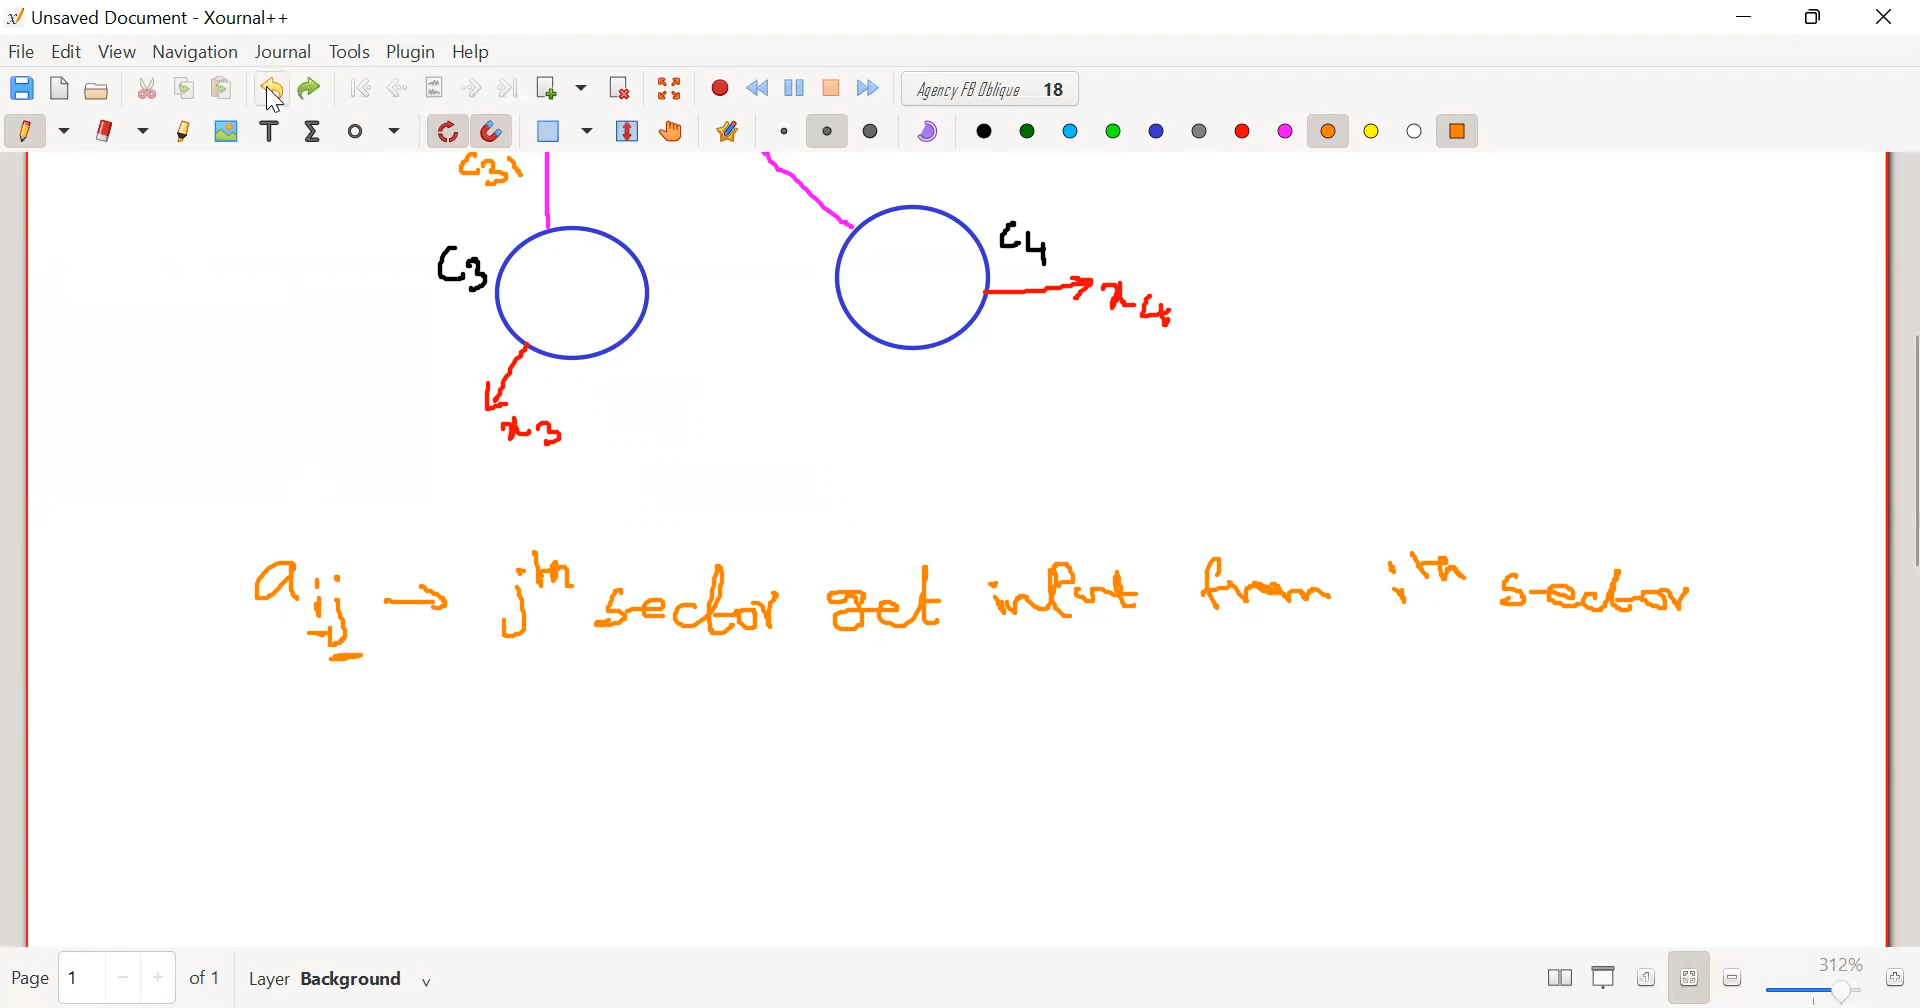 Unsaved Document - Xournal++
File Edit View Navigation Journal Tools Plugin Help
Agency FB Oblique 18
C3
C4
x4
x3
aij → jth sector get input from ith sector
312%
Page 1 of 1 Layer Background